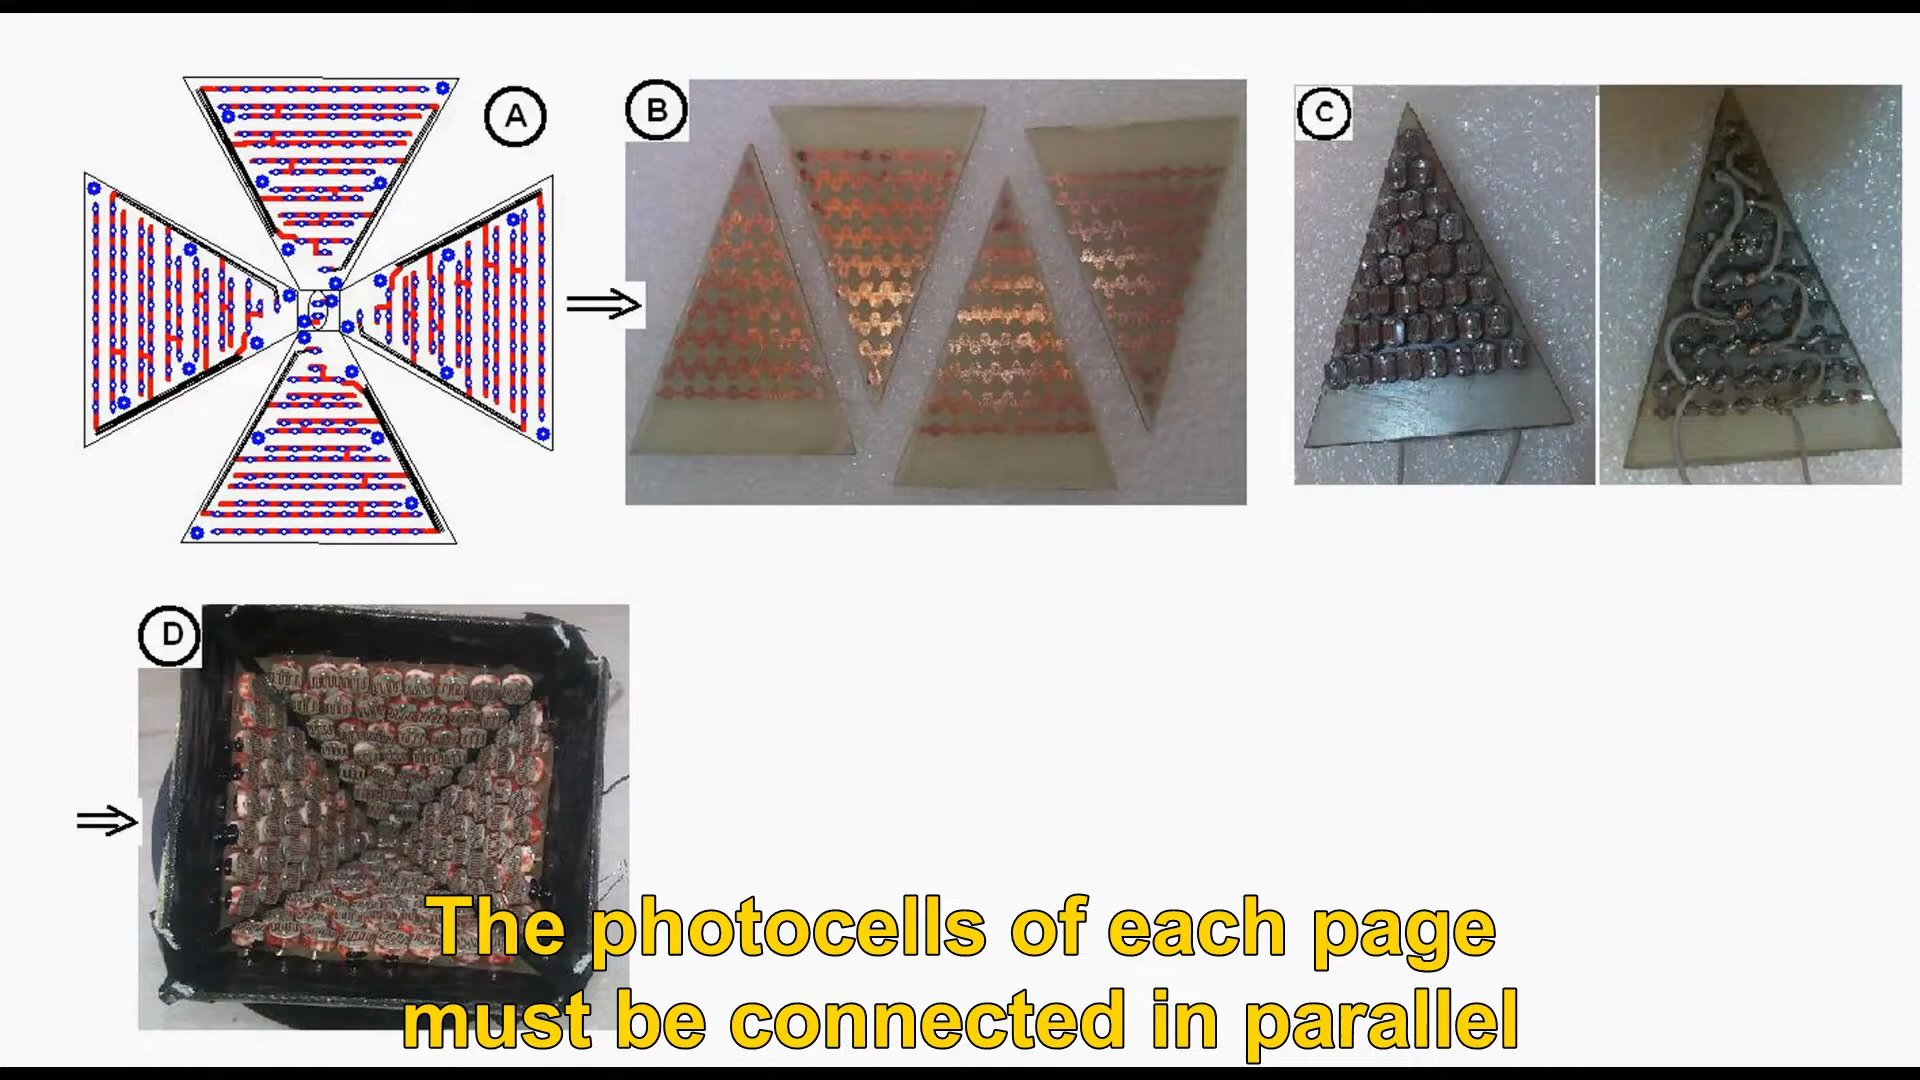 A
B
C
D
The photocells of each page
must be connected in parallel